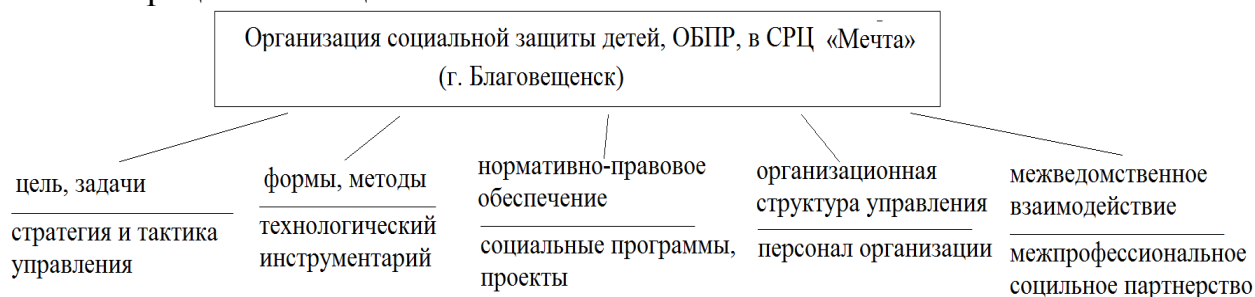 Организация социальной защиты детей, ОБПР, в СРЦ «Мечта»
(г. Благовещенск)
цель, задачи
стратегия и тактика
управления
формы, методы
технологический
инструментарий
нормативно-правовое
обеспечение
социальные программы,
проекты
организационная
структура управления
персонал организации
межведомственное
взаимодействие
межпрофессиональное
социльное партнерство